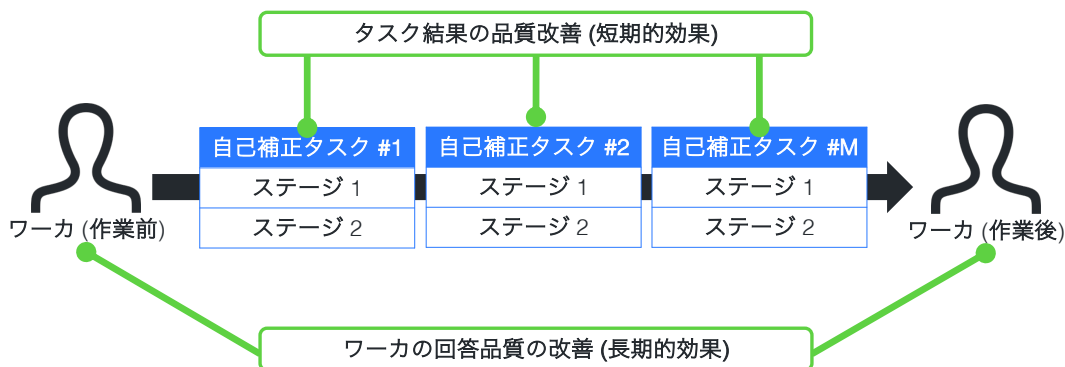 タスク結果の品質改善 (短期的効果)
自己補正タスク #1
ステージ 1
ステージ 2
自己補正タスク #2
ステージ 1
ステージ 2
自己補正タスク #M
ステージ 1
ステージ 2
ワーカ (作業前)
ワーカ (作業後)
ワーカの回答品質の改善 (長期的効果)